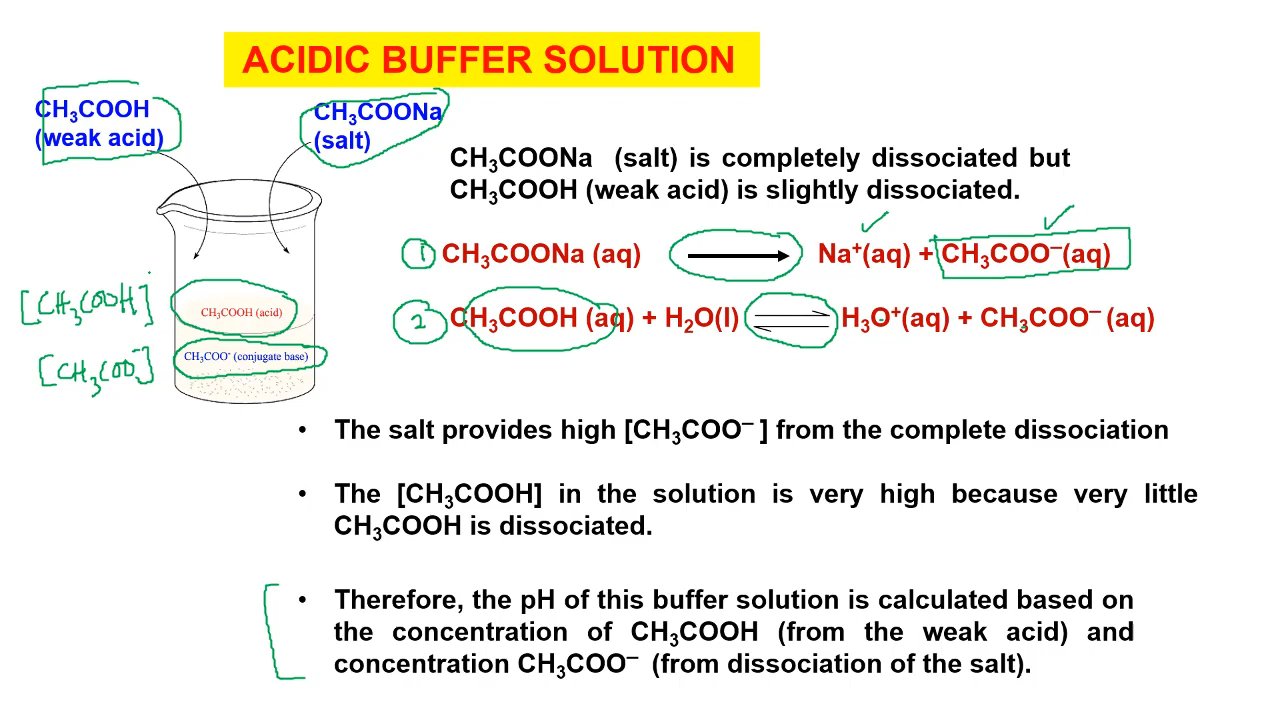 ACIDIC BUFFER SOLUTION
CH₃COOH
(weak acid)
CH₃COONa
(salt)
CH₃COONa (salt) is completely dissociated but
CH₃COOH (weak acid) is slightly dissociated.
1 CH₃COONa (aq) ⟶ Na⁺(aq) + CH₃COO⁻(aq)
2 CH₃COOH (aq) + H₂O(l) ⇌ H₃O⁺(aq) + CH₃COO⁻ (aq)
[CH₃COOH]
CH₃COOH (acid)
[CH₃COO⁻]
CH₃COO⁻ (conjugate base)
• The salt provides high [CH₃COO⁻ ] from the complete dissociation
• The [CH₃COOH] in the solution is very high because very little
CH₃COOH is dissociated.
• Therefore, the pH of this buffer solution is calculated based on
the concentration of CH₃COOH (from the weak acid) and
concentration CH₃COO⁻ (from dissociation of the salt).